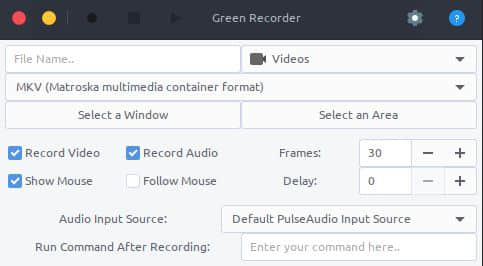 Green Recorder ?
File Name.. Videos
MKV (Matroska multimedia container format)
Select a Window Select an Area
Record Video Record Audio Frames: 30 − +
Show Mouse Follow Mouse Delay: 0 − +
Audio Input Source: Default PulseAudio Input Source
Run Command After Recording: Enter your command here..